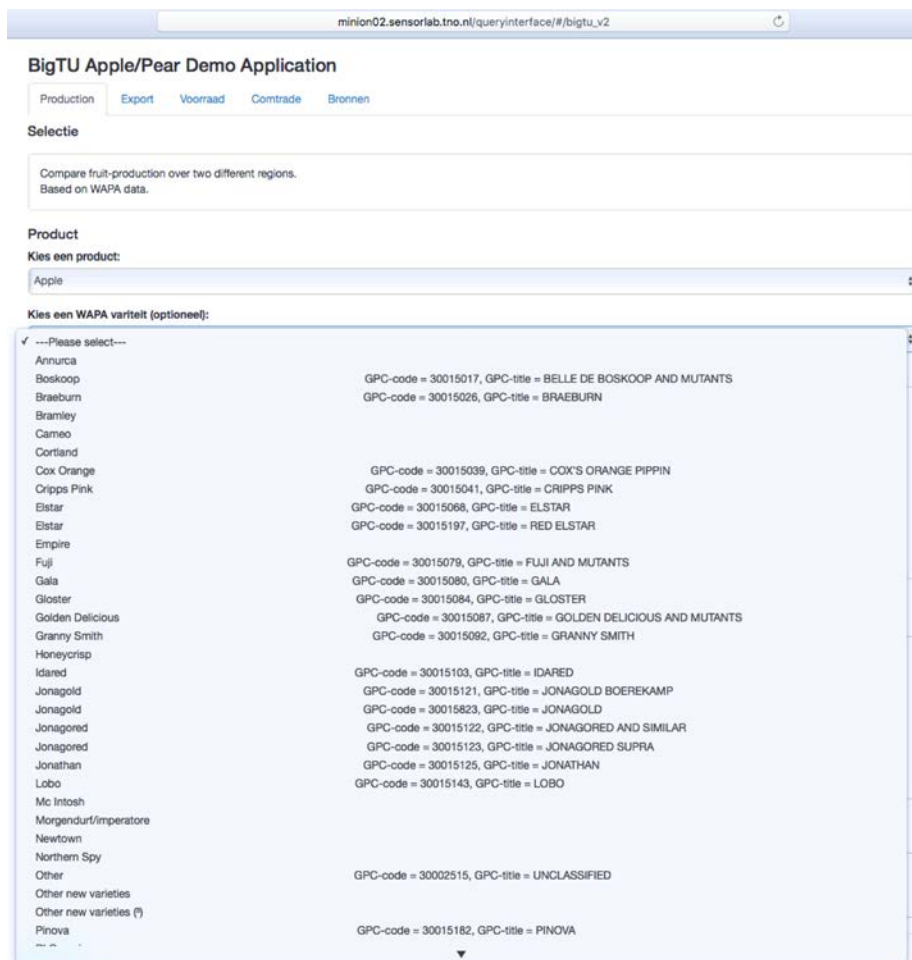 minion02.sensorlab.tno.nl/queryinterface/#/bigtu_v2
BigTU Apple/Pear Demo Application
Production Export Voorraad Comtrade Bronnen
Selectie
Compare fruit-production over two different regions.
Based on WAPA data.
Product
Kies een product:
Apple
Kies een WAPA variteit (optioneel):
✓ ---Please select---
Annurca
Boskoop GPC-code = 30015017, GPC-title = BELLE DE BOSKOOP AND MUTANTS
Braeburn GPC-code = 30015026, GPC-title = BRAEBURN
Bramley
Cameo
Cortland
Cox Orange GPC-code = 30015039, GPC-title = COX'S ORANGE PIPPIN
Cripps Pink GPC-code = 30015041, GPC-title = CRIPPS PINK
Elstar GPC-code = 30015068, GPC-title = ELSTAR
Elstar GPC-code = 30015197, GPC-title = RED ELSTAR
Empire
Fuji GPC-code = 30015079, GPC-title = FUJI AND MUTANTS
Gala GPC-code = 30015080, GPC-title = GALA
Gloster GPC-code = 30015084, GPC-title = GLOSTER
Golden Delicious GPC-code = 30015087, GPC-title = GOLDEN DELICIOUS AND MUTANTS
Granny Smith GPC-code = 30015092, GPC-title = GRANNY SMITH
Honeycrisp
Idared GPC-code = 30015103, GPC-title = IDARED
Jonagold GPC-code = 30015121, GPC-title = JONAGOLD BOEREKAMP
Jonagold GPC-code = 30015823, GPC-title = JONAGOLD
Jonagored GPC-code = 30015122, GPC-title = JONAGORED AND SIMILAR
Jonagored GPC-code = 30015123, GPC-title = JONAGORED SUPRA
Jonathan GPC-code = 30015125, GPC-title = JONATHAN
Lobo GPC-code = 30015143, GPC-title = LOBO
Mc Intosh
Morgendurf/imperatore
Newtown
Northern Spy
Other GPC-code = 30002515, GPC-title = UNCLASSIFIED
Other new varieties
Other new varieties
Pinova GPC-code = 30015182, GPC-title = PINOVA